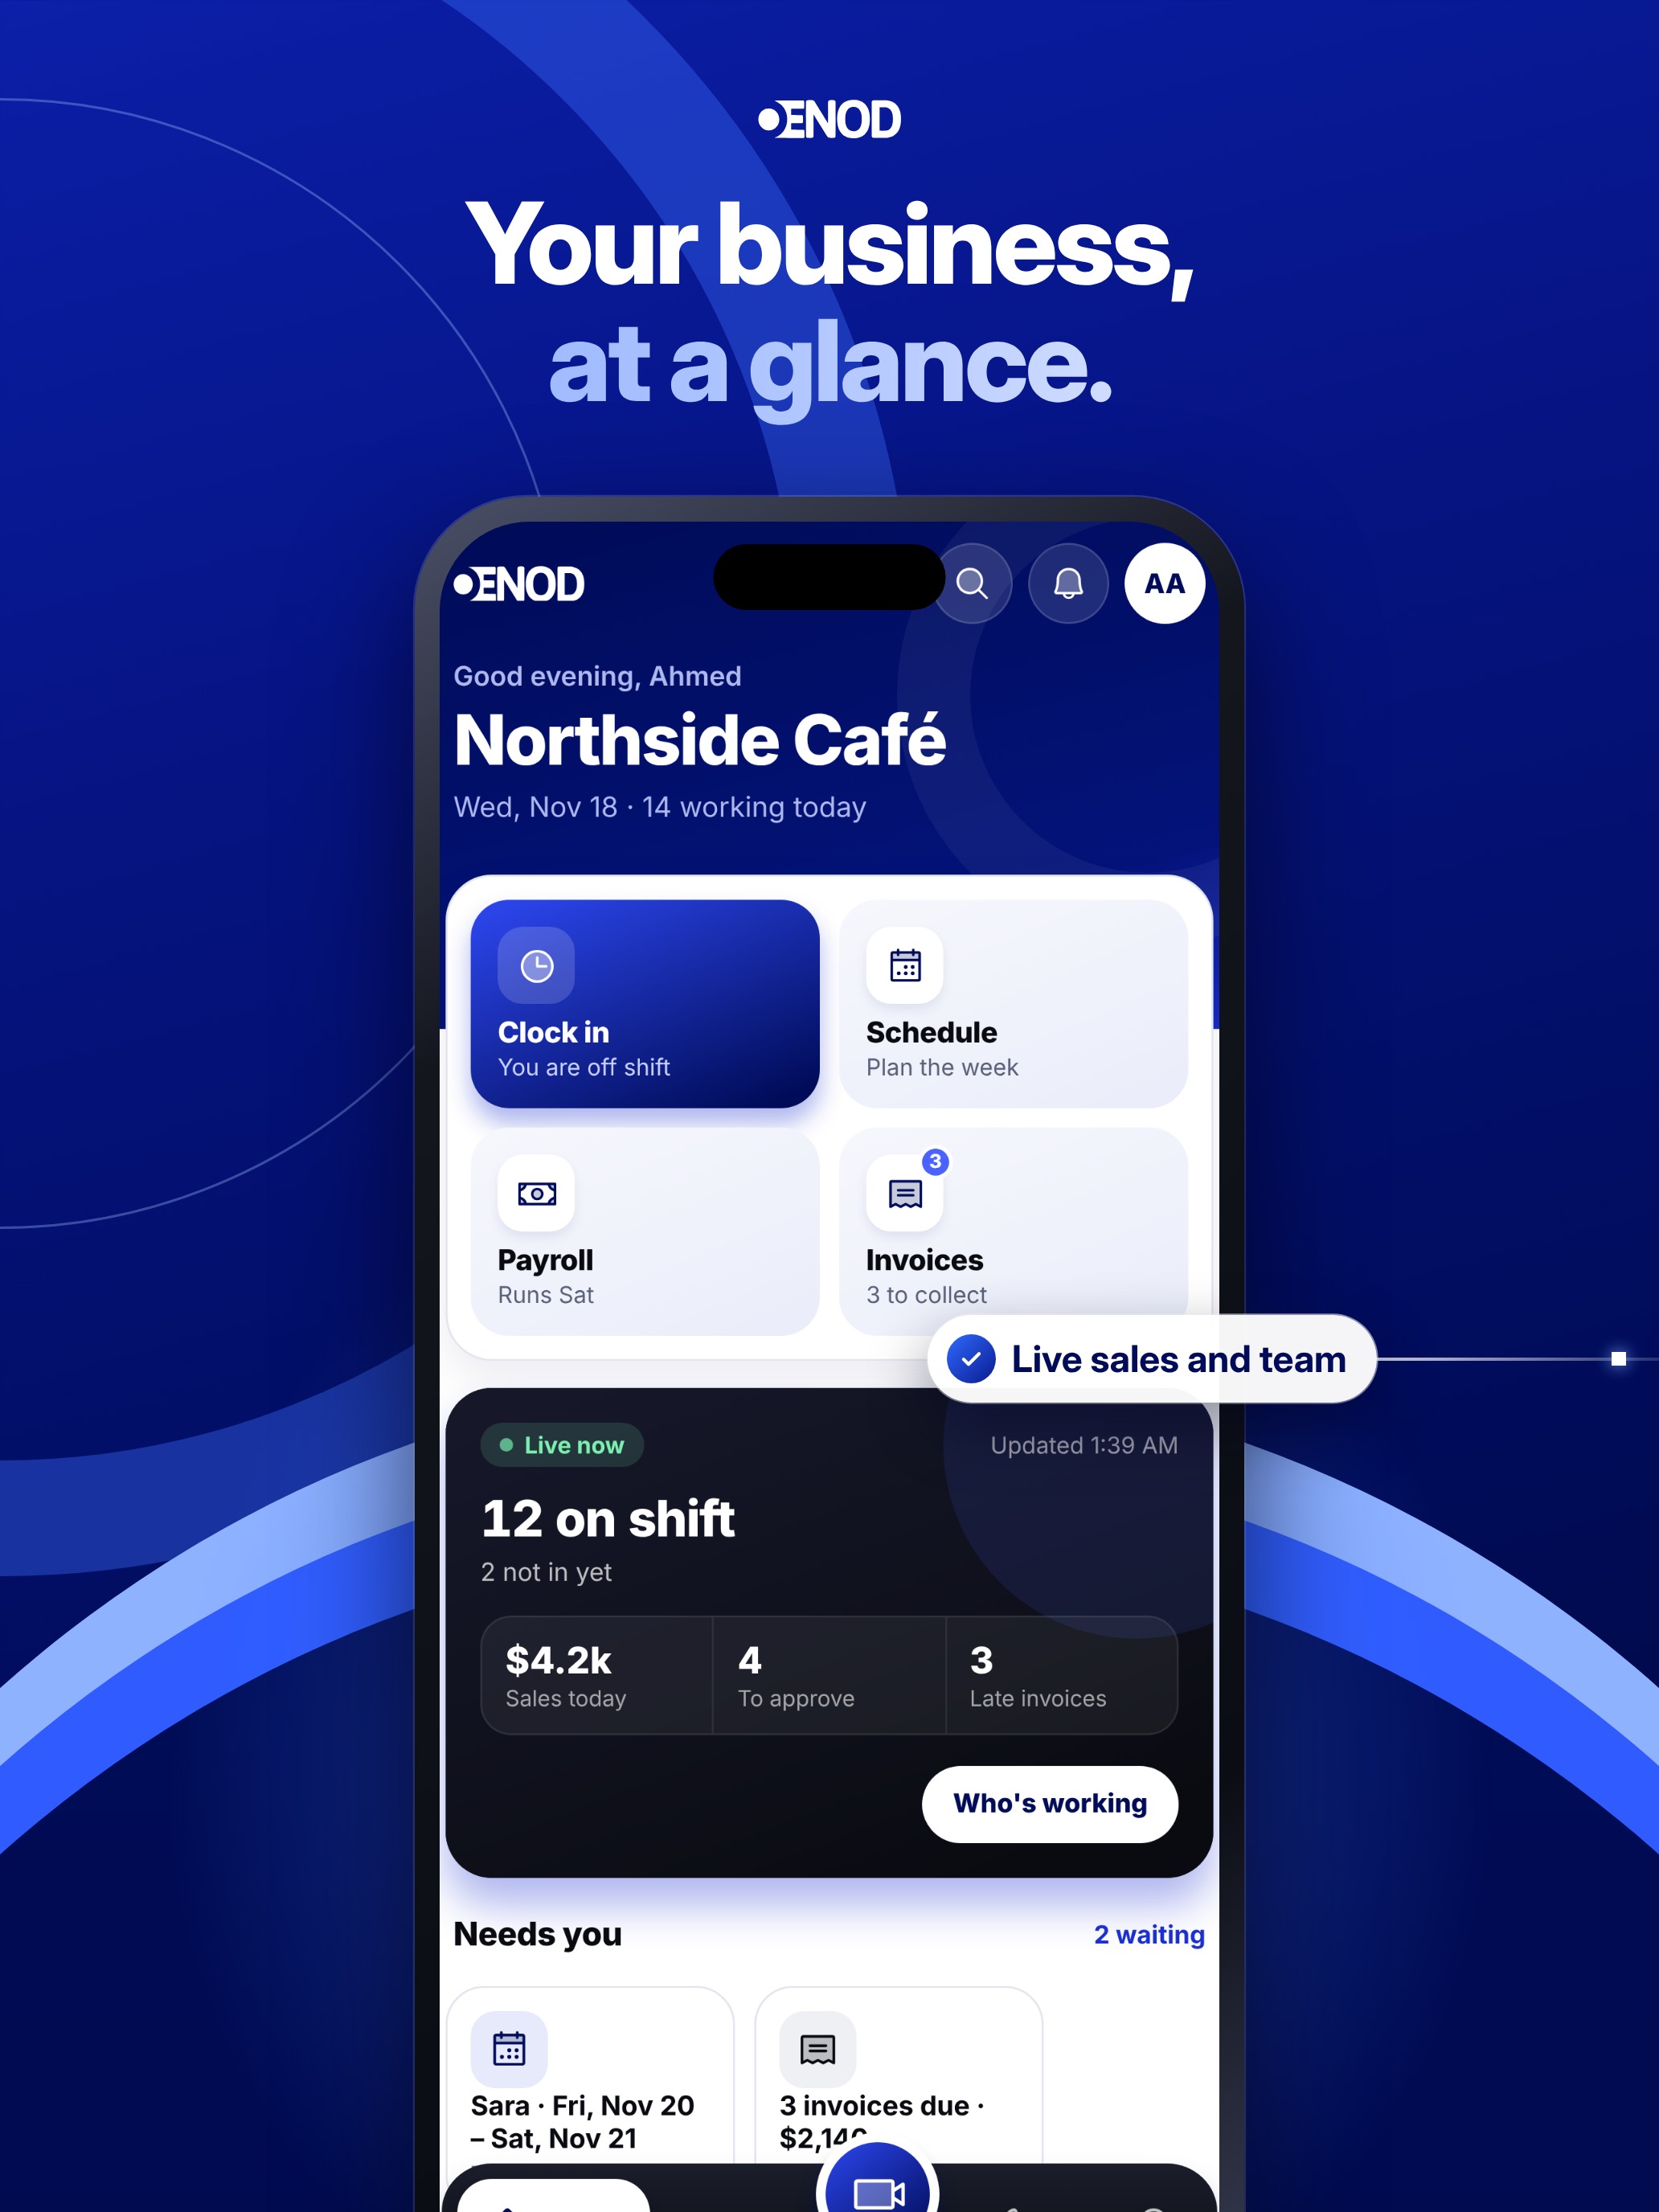 ENOD
Your business,
at a glance.
ENOD
AA
Good evening, Ahmed
Northside Café
Wed, Nov 18 · 14 working today
Clock in
You are off shift
Schedule
Plan the week
Payroll
Runs Sat
3
Invoices
3 to collect
Live sales and team
Live now
Updated 1:39 AM
12 on shift
2 not in yet
$4.2k
Sales today
4
To approve
3
Late invoices
Who's working
Needs you
2 waiting
Sara · Fri, Nov 20
– Sat, Nov 21
3 invoices due ·